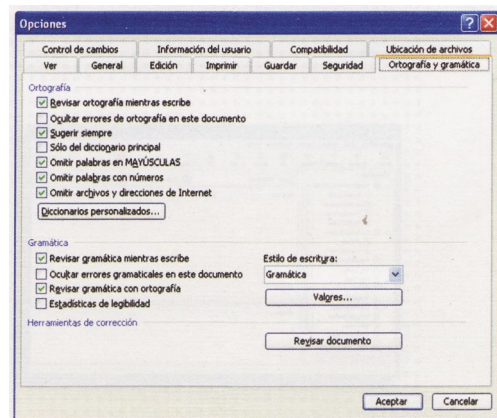 Opciones
Control de cambios Información del usuario Compatibilidad Ubicación de archivos
Ver General Edición Imprimir Guardar Seguridad Ortografía y gramática
Ortografía
Revisar ortografía mientras escribe
Ocultar errores de ortografía en este documento
Sugerir siempre
Sólo del diccionario principal
Omitir palabras en MAYÚSCULAS
Omitir palabras con números
Omitir archivos y direcciones de Internet
Diccionarios personalizados...
Gramática
Revisar gramática mientras escribe Estilo de escritura:
Ocultar errores gramaticales en este documento Gramática
Revisar gramática con ortografía Valores...
Estadísticas de legibilidad
Herramientas de corrección
Revisar documento
Aceptar Cancelar